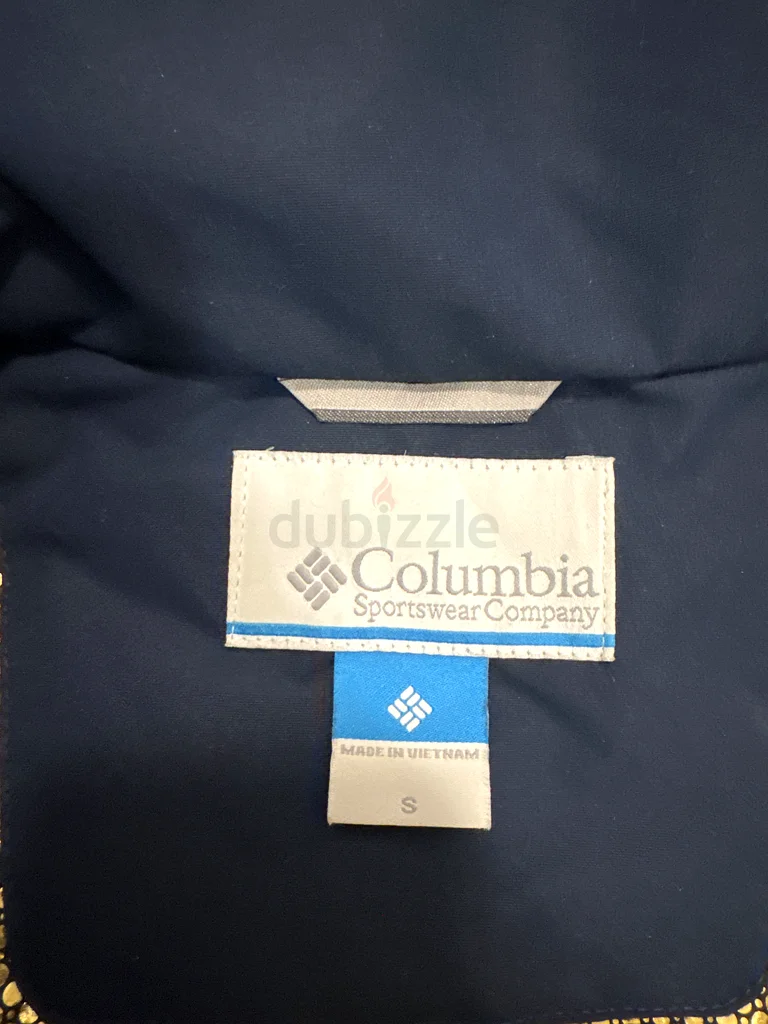 dubizzle
Columbia
Sportswear Company
MADE IN VIETNAM
S